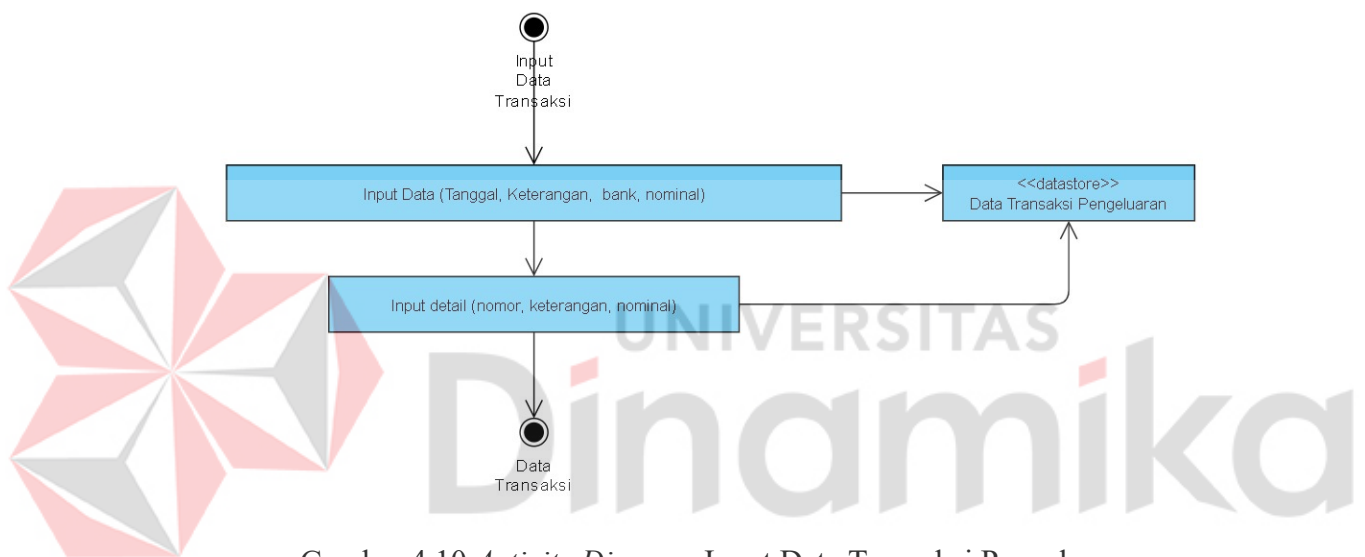 Input
Data
Transaksi
Input Data (Tanggal, Keterangan, bank, nominal)
<<datastore>>
Data Transaksi Pengeluaran
Input detail (nomor, keterangan, nominal)
UNIVERSITAS
Dinamika
Data
Transaksi